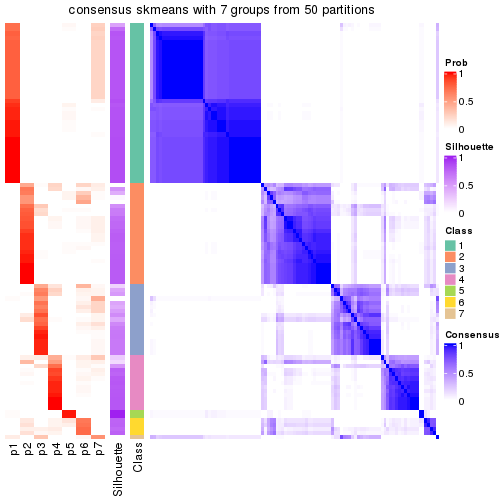 consensus skmeans with 7 groups from 50 partitions
Prob
1
0.5
0
Silhouette
1
0.5
0
Class
1
2
3
4
5
6
7
Consensus
1
0.5
0
p1
p2
p3
p4
p5
p6
p7
Silhouette
Class